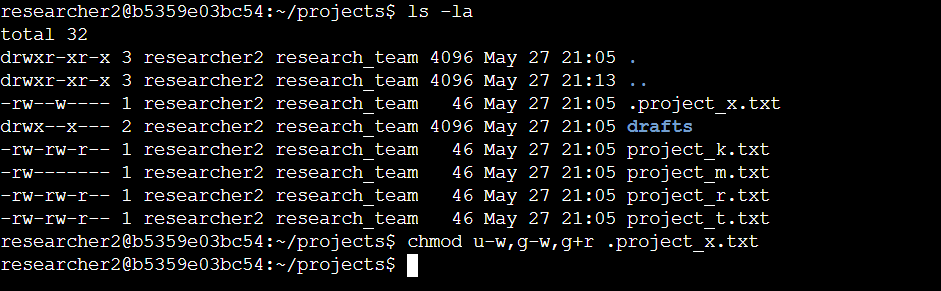 researcher2@b5359e03bc54:~/projects$ ls -la
total 32
drwxr-xr-x 3 researcher2 research_team 4096 May 27 21:05 .
drwxr-xr-x 3 researcher2 research_team 4096 May 27 21:13 ..
-rw--w---- 1 researcher2 research_team   46 May 27 21:05 .project_x.txt
drwx--x--- 2 researcher2 research_team 4096 May 27 21:05 drafts
-rw-rw-r-- 1 researcher2 research_team   46 May 27 21:05 project_k.txt
-rw------- 1 researcher2 research_team   46 May 27 21:05 project_m.txt
-rw-rw-r-- 1 researcher2 research_team   46 May 27 21:05 project_r.txt
-rw-rw-r-- 1 researcher2 research_team   46 May 27 21:05 project_t.txt
researcher2@b5359e03bc54:~/projects$ chmod u-w,g-w,g+r .project_x.txt
researcher2@b5359e03bc54:~/projects$